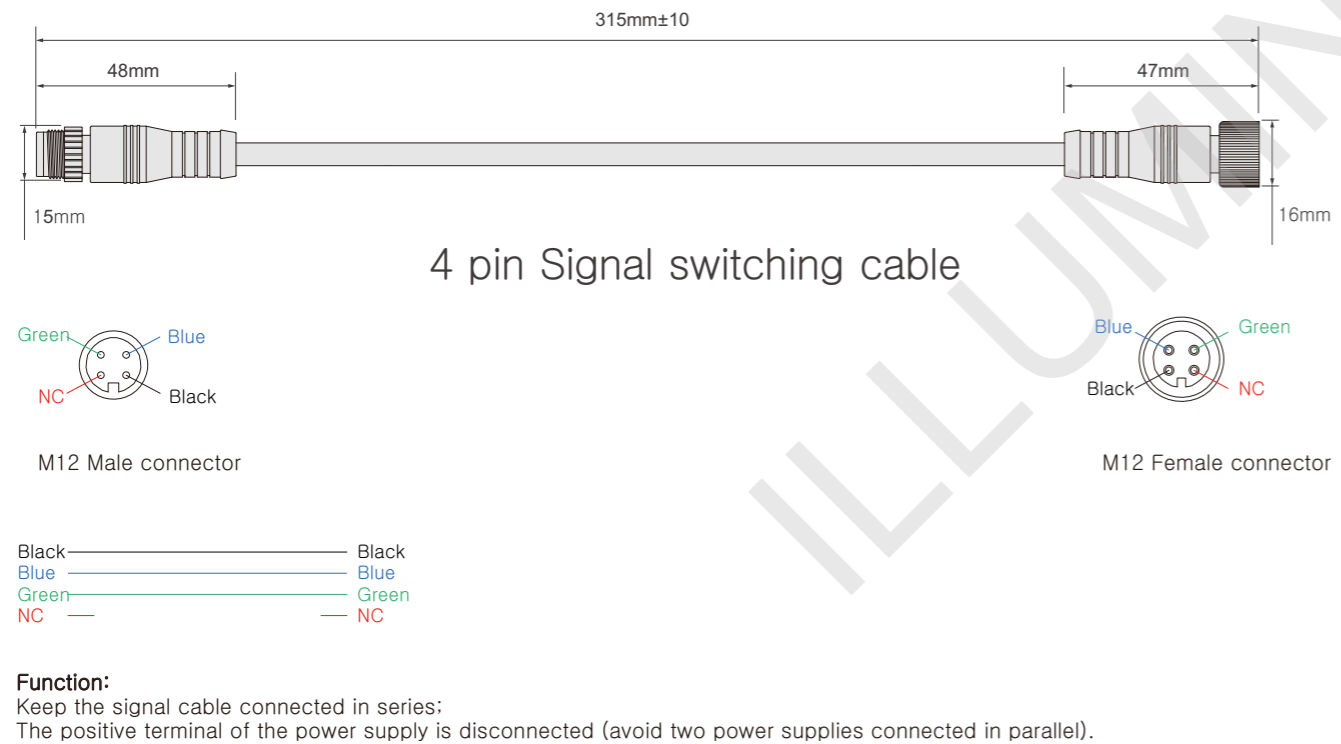 315mm±10
48mm
47mm
15mm
16mm
4 pin Signal switching cable
Green
Blue
NC
Black
Blue
Green
Black
NC
M12 Male connector
M12 Female connector
Black Black
Blue Blue
Green Green
NC NC
Function:
Keep the signal cable connected in series;
The positive terminal of the power supply is disconnected (avoid two power supplies connected in parallel).